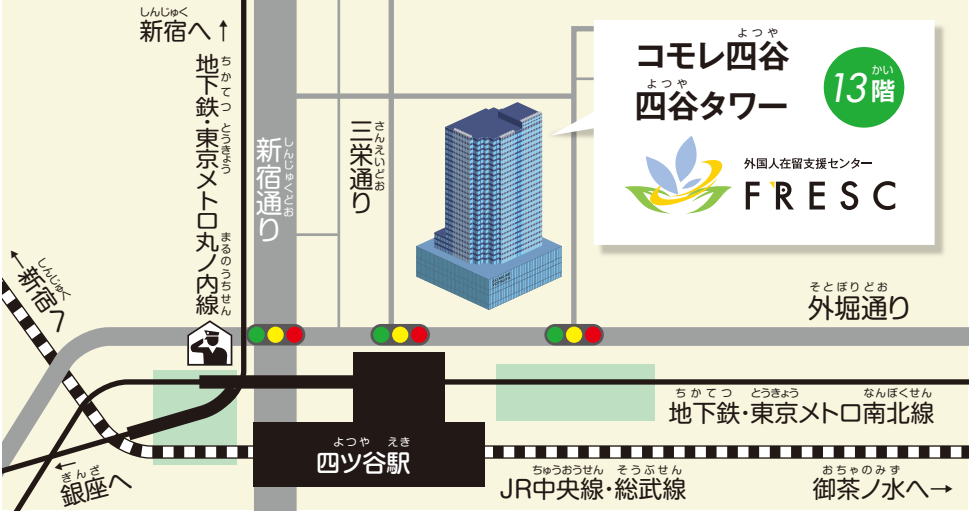 しんじゅく
新宿へ↑
ちかてつ とうきょう まるのうちせん
地下鉄・東京メトロ丸ノ内線
しんじゅくどお
新宿通り
さんえいどお
三栄通り
よつや
コモレ四谷
よつや
四谷タワー
かい
13階
外国人在留支援センター
FRESC
そとぼりどお
外堀通り
しんじゅく
←新宿へ
ちかてつ とうきょう なんぼくせん
地下鉄・東京メトロ南北線
よつや えき
四ツ谷駅
ぎんざ
←銀座へ
ちゅうおうせん そうぶせん
JR中央線・総武線
おちゃのみず
御茶ノ水へ→